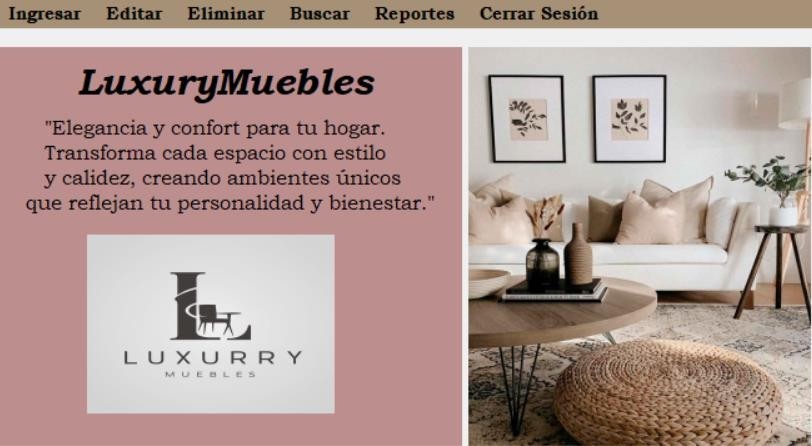 Ingresar Editar Eliminar Buscar Reportes Cerrar Sesión
LuxuryMuebles
"Elegancia y confort para tu hogar.
Transforma cada espacio con estilo
y calidez, creando ambientes únicos
que reflejan tu personalidad y bienestar."
L
LUXURRY
MUEBLES